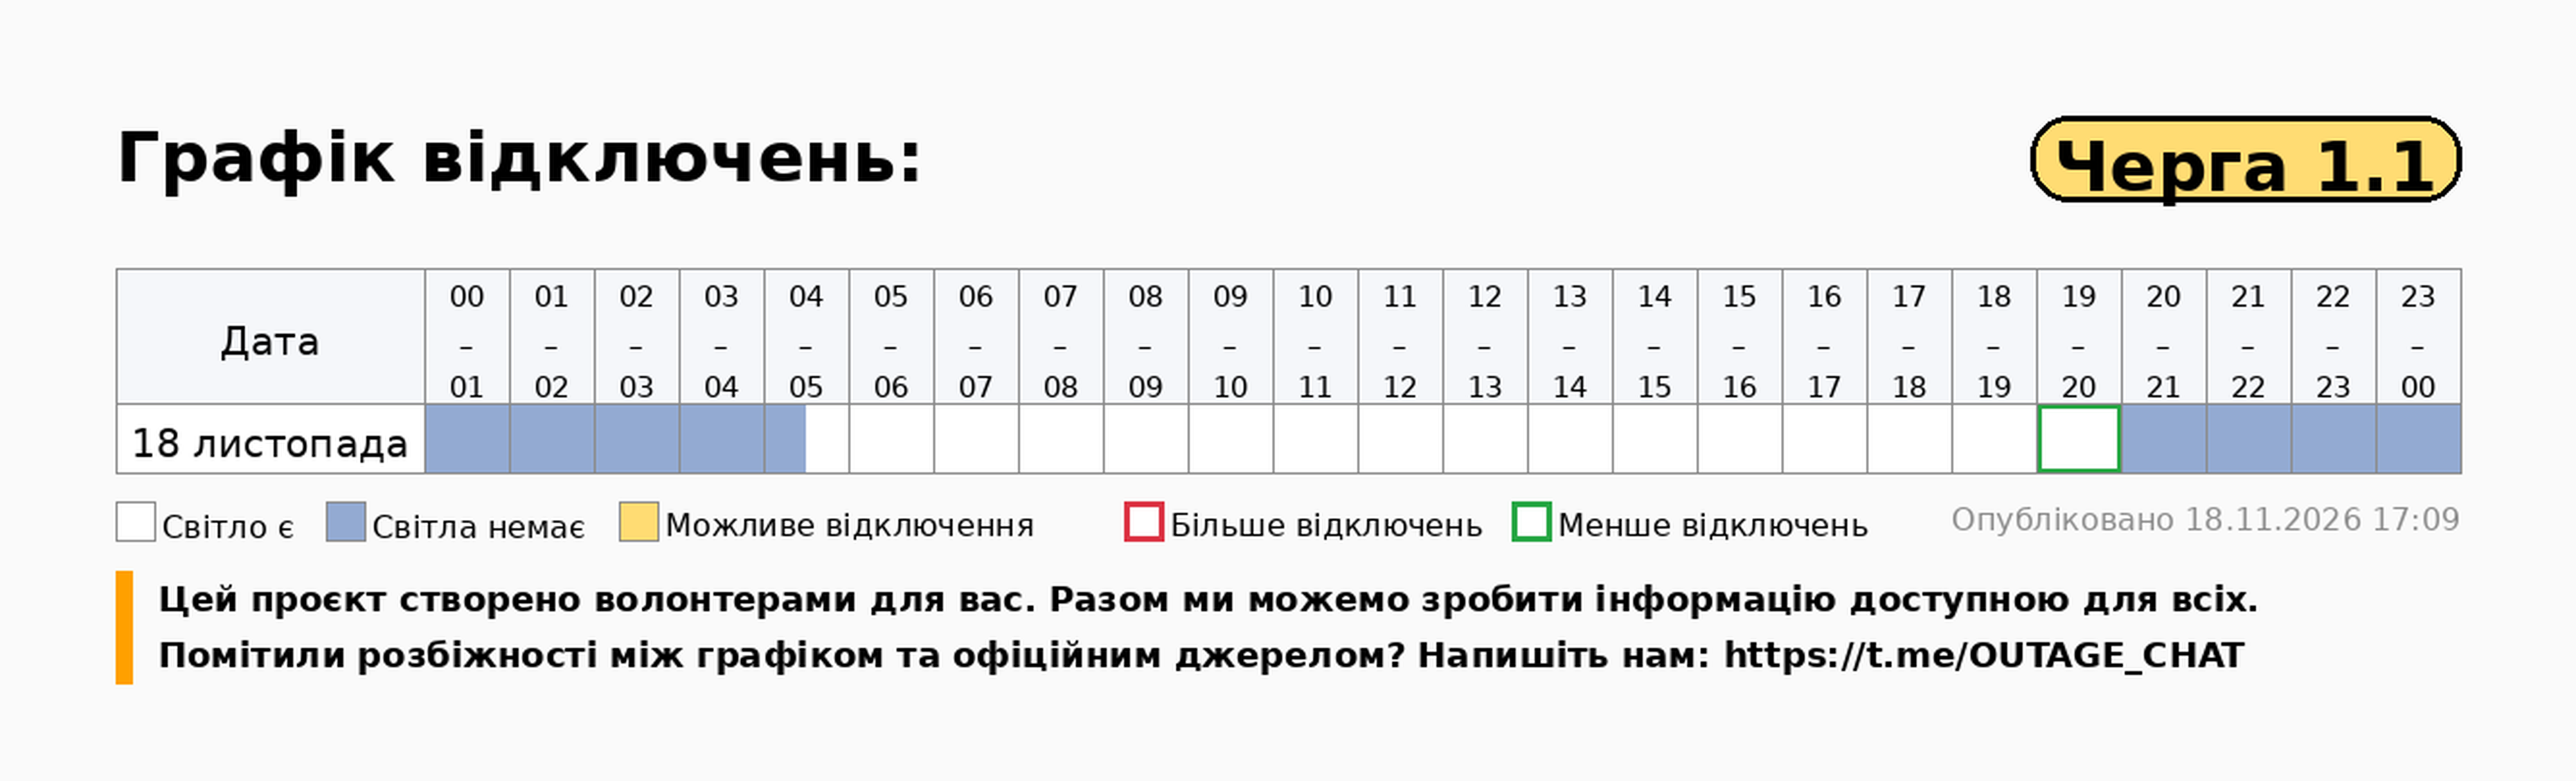 Графік відключень:
Черга 1.1
Дата
00 – 01
01 – 02
02 – 03
03 – 04
04 – 05
05 – 06
06 – 07
07 – 08
08 – 09
09 – 10
10 – 11
11 – 12
12 – 13
13 – 14
14 – 15
15 – 16
16 – 17
17 – 18
18 – 19
19 – 20
20 – 21
21 – 22
22 – 23
23 – 00
18 листопада
Світло є
Світла немає
Можливе відключення
Більше відключень
Менше відключень
Опубліковано 18.11.2026 17:09
Цей проєкт створено волонтерами для вас. Разом ми можемо зробити інформацію доступною для всіх.
Помітили розбіжності між графіком та офіційним джерелом? Напишіть нам: https://t.me/OUTAGE_CHAT